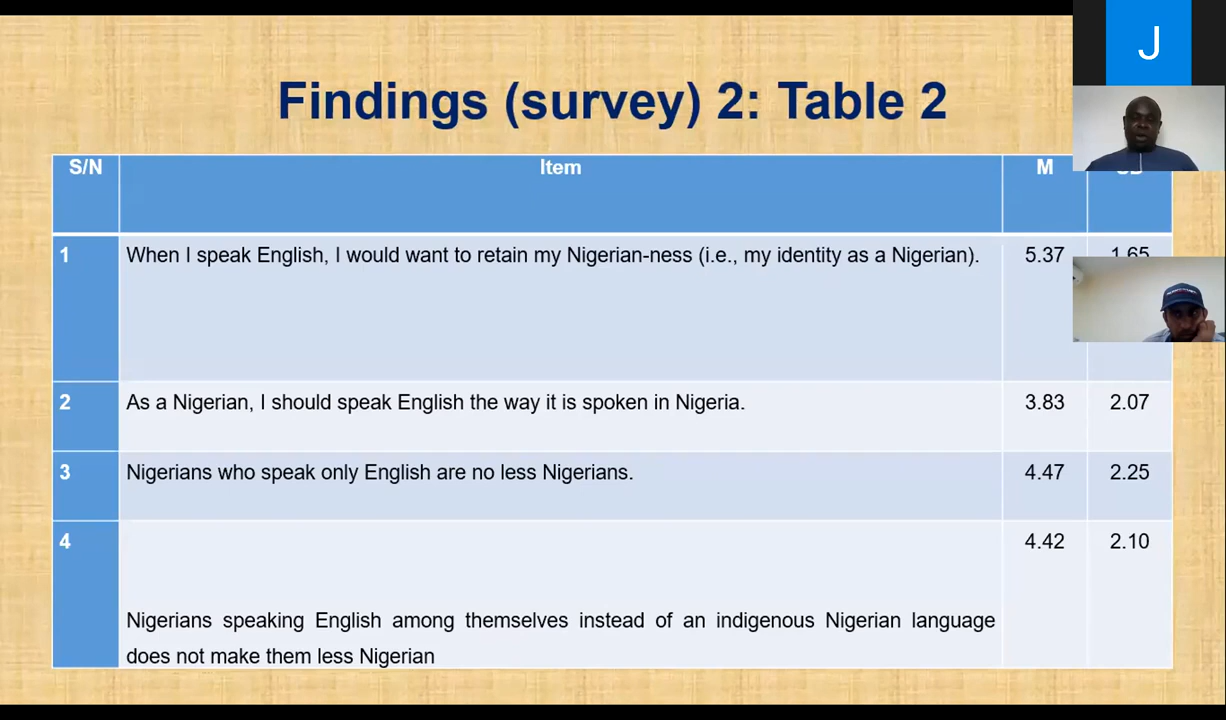 J
Findings (survey) 2: Table 2
S/N Item M
1 When I speak English, I would want to retain my Nigerian-ness (i.e., my identity as a Nigerian). 5.37 1.65
2 As a Nigerian, I should speak English the way it is spoken in Nigeria. 3.83 2.07
3 Nigerians who speak only English are no less Nigerians. 4.47 2.25
4 4.42 2.10
Nigerians speaking English among themselves instead of an indigenous Nigerian language
does not make them less Nigerian